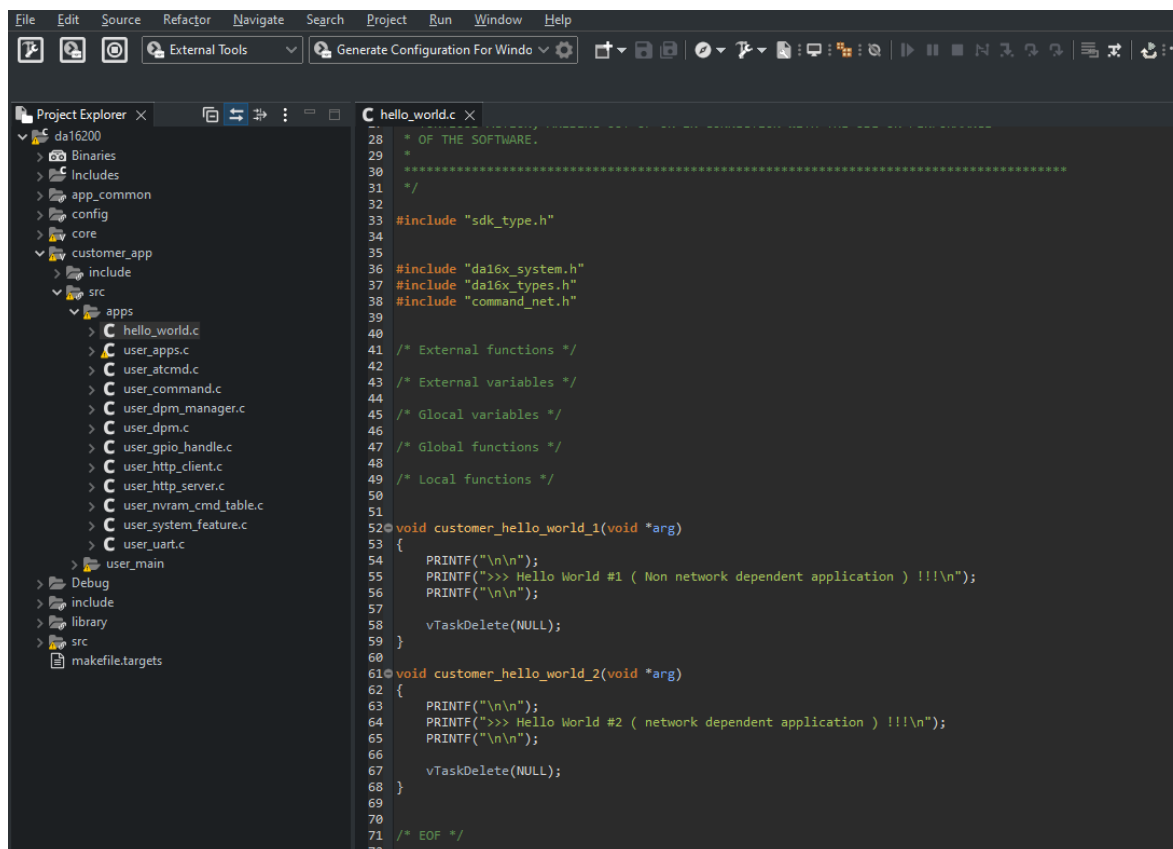 File Edit Source Refactor Navigate Search Project Run Window Help
External Tools Generate Configuration For Windo
Project Explorer
da16200
Binaries
Includes
app_common
config
core
customer_app
include
src
apps
hello_world.c
user_apps.c
user_atcmd.c
user_command.c
user_dpm_manager.c
user_dpm.c
user_gpio_handle.c
user_http_client.c
user_http_server.c
user_nvram_cmd_table.c
user_system_feature.c
user_uart.c
user_main
Debug
include
library
src
makefile.targets
hello_world.c
28 * OF THE SOFTWARE.
29 *
30 ****************************************************************************************
31 */
32
33 #include "sdk_type.h"
34
35
36 #include "da16x_system.h"
37 #include "da16x_types.h"
38 #include "command_net.h"
39
40
41 /* External functions */
42
43 /* External variables */
44
45 /* Glocal variables */
46
47 /* Global functions */
48
49 /* Local functions */
50
51
52 void customer_hello_world_1(void *arg)
53 {
54 PRINTF("\n\n");
55 PRINTF(">>> Hello World #1 ( Non network dependent application ) !!!\n");
56 PRINTF("\n\n");
57
58 vTaskDelete(NULL);
59 }
60
61 void customer_hello_world_2(void *arg)
62 {
63 PRINTF("\n\n");
64 PRINTF(">>> Hello World #2 ( network dependent application ) !!!\n");
65 PRINTF("\n\n");
66
67 vTaskDelete(NULL);
68 }
69
70
71 /* EOF */